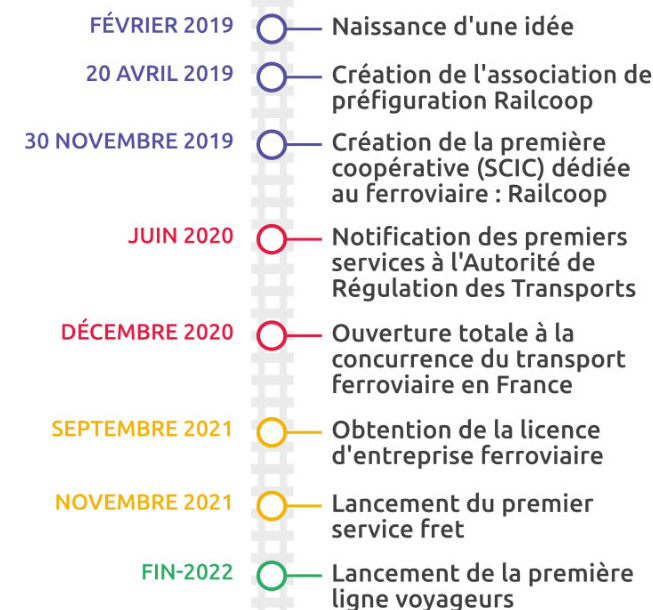 FÉVRIER 2019
Naissance d'une idée
20 AVRIL 2019
Création de l'association de
préfiguration Railcoop
30 NOVEMBRE 2019
Création de la première
coopérative (SCIC) dédiée
au ferroviaire : Railcoop
JUIN 2020
Notification des premiers
services à l'Autorité de
Régulation des Transports
DÉCEMBRE 2020
Ouverture totale à la
concurrence du transport
ferroviaire en France
SEPTEMBRE 2021
Obtention de la licence
d'entreprise ferroviaire
NOVEMBRE 2021
Lancement du premier
service fret
FIN-2022
Lancement de la première
ligne voyageurs